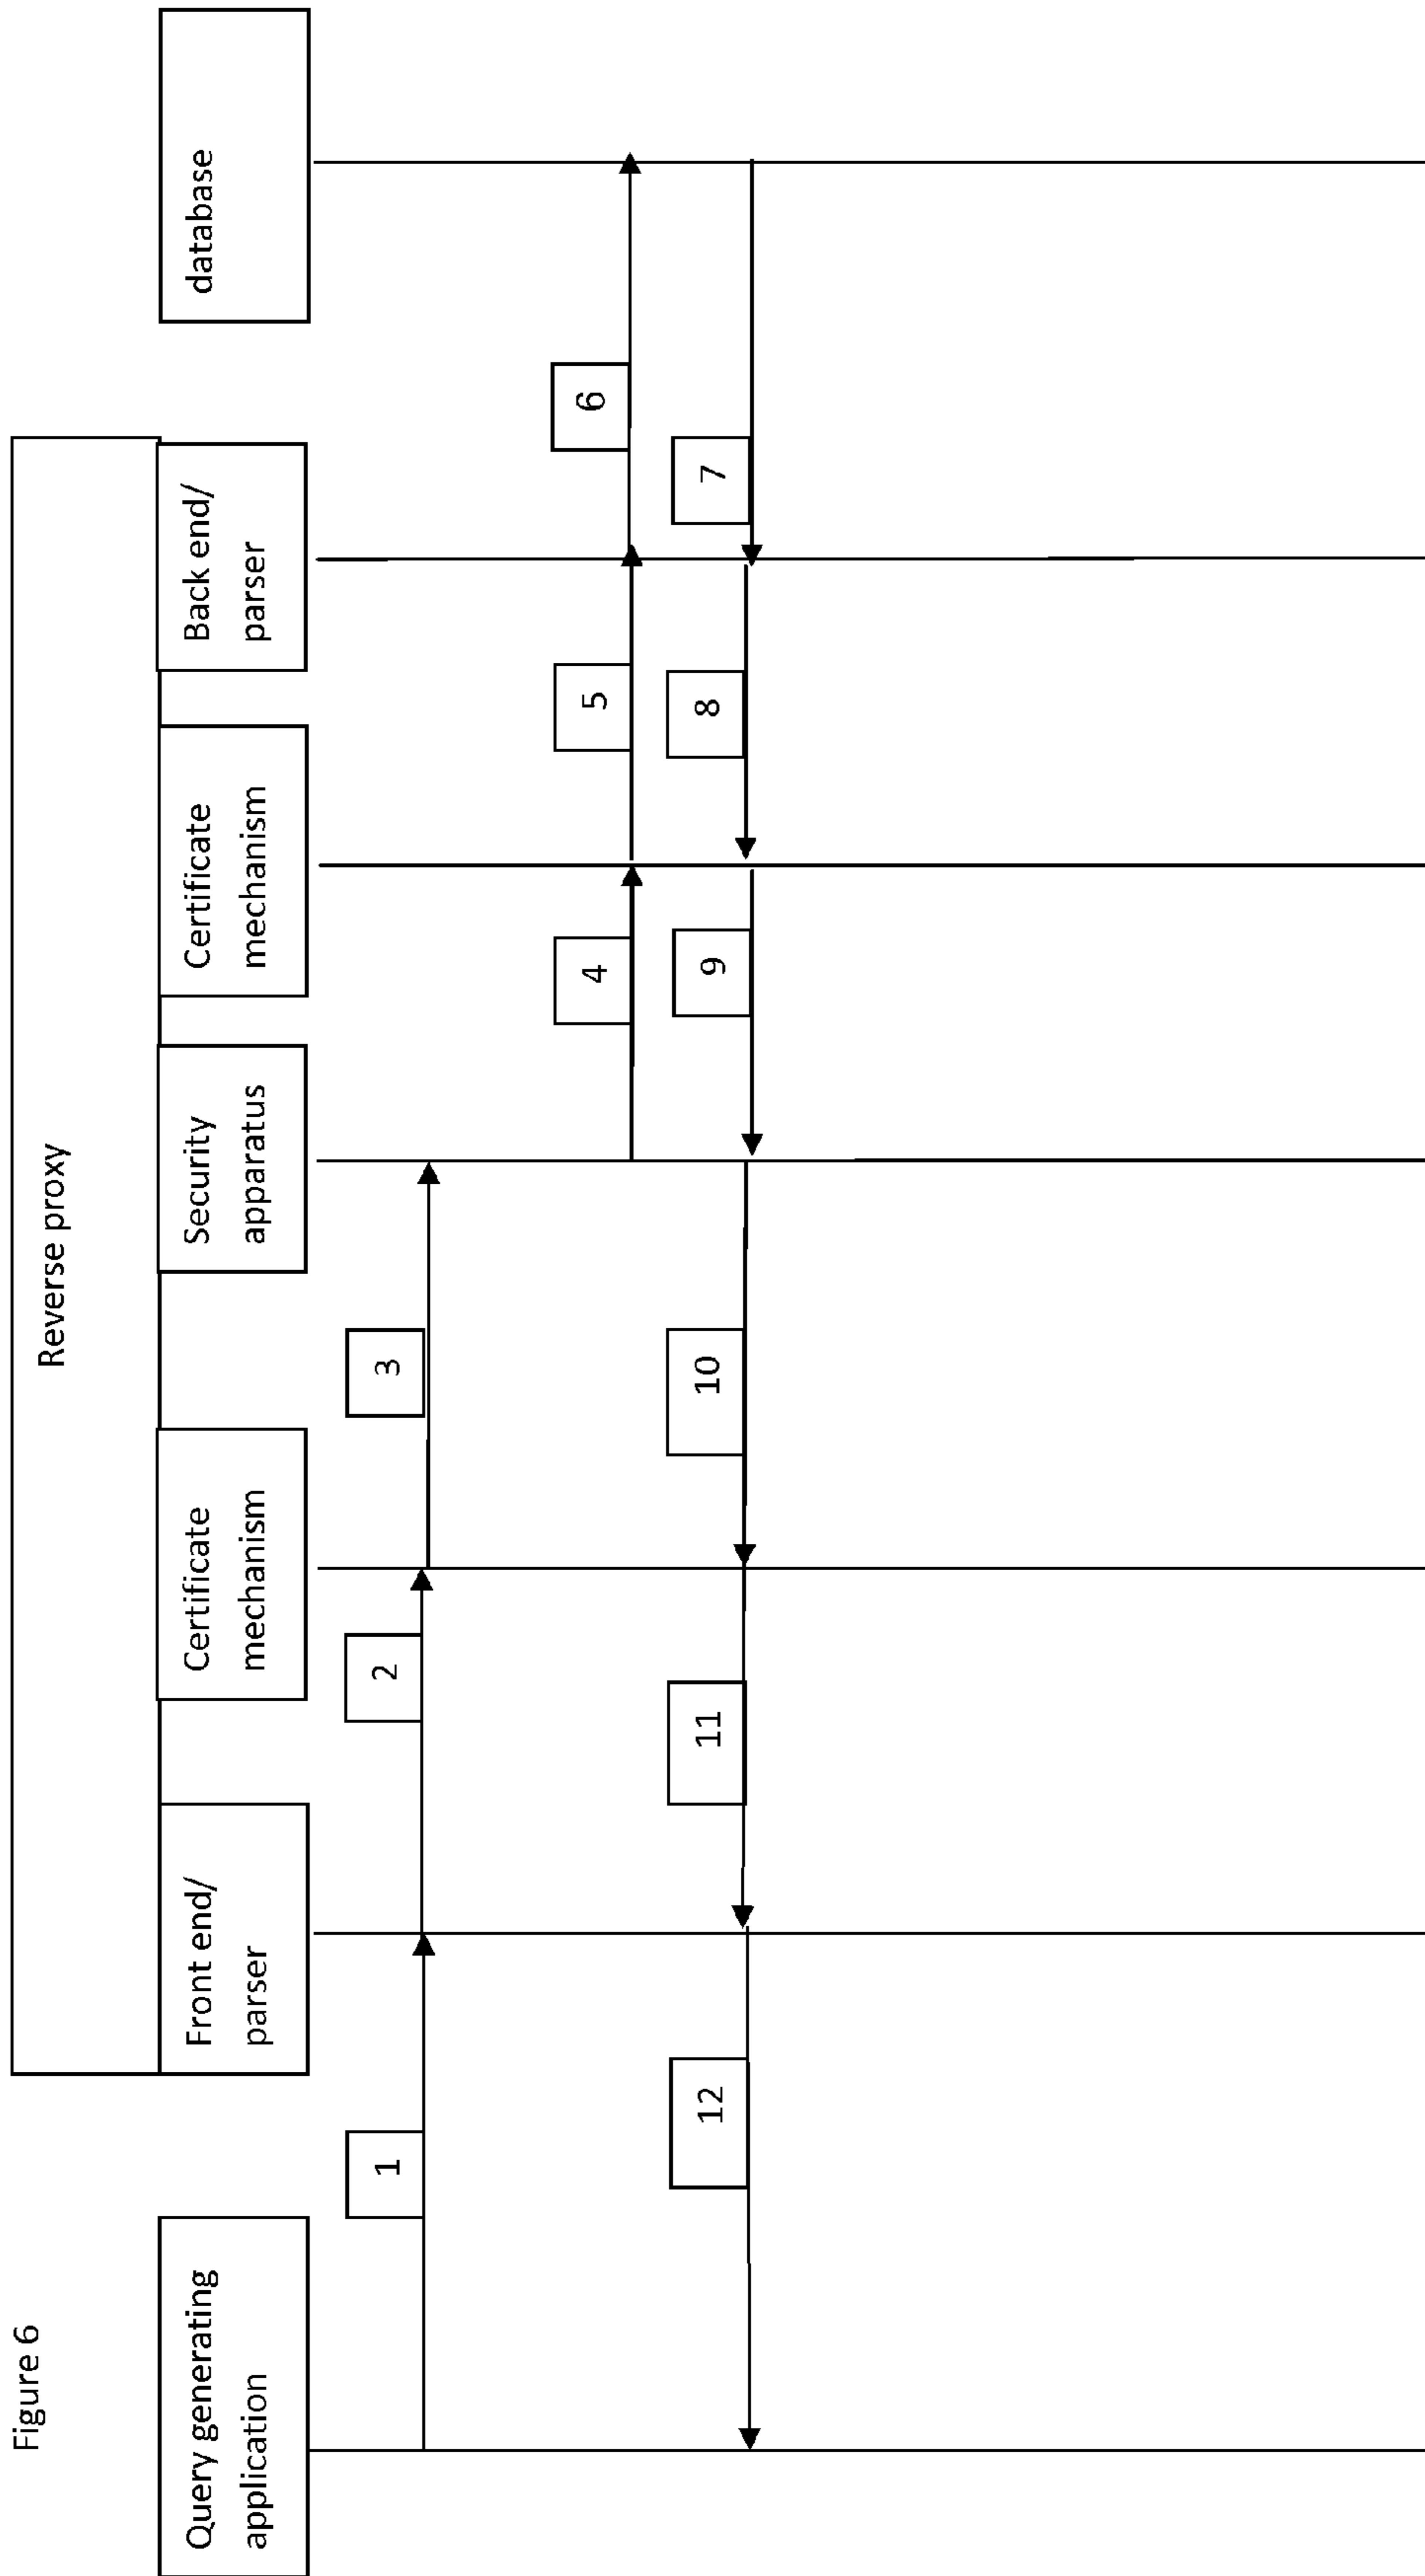 Figure 6
Reverse proxy
Query generating
application
Front end/
parser
Certificate
mechanism
Security
apparatus
Certificate
mechanism
Back end/
parser
database
1
2
3
4
5
6
7
8
9
10
11
12